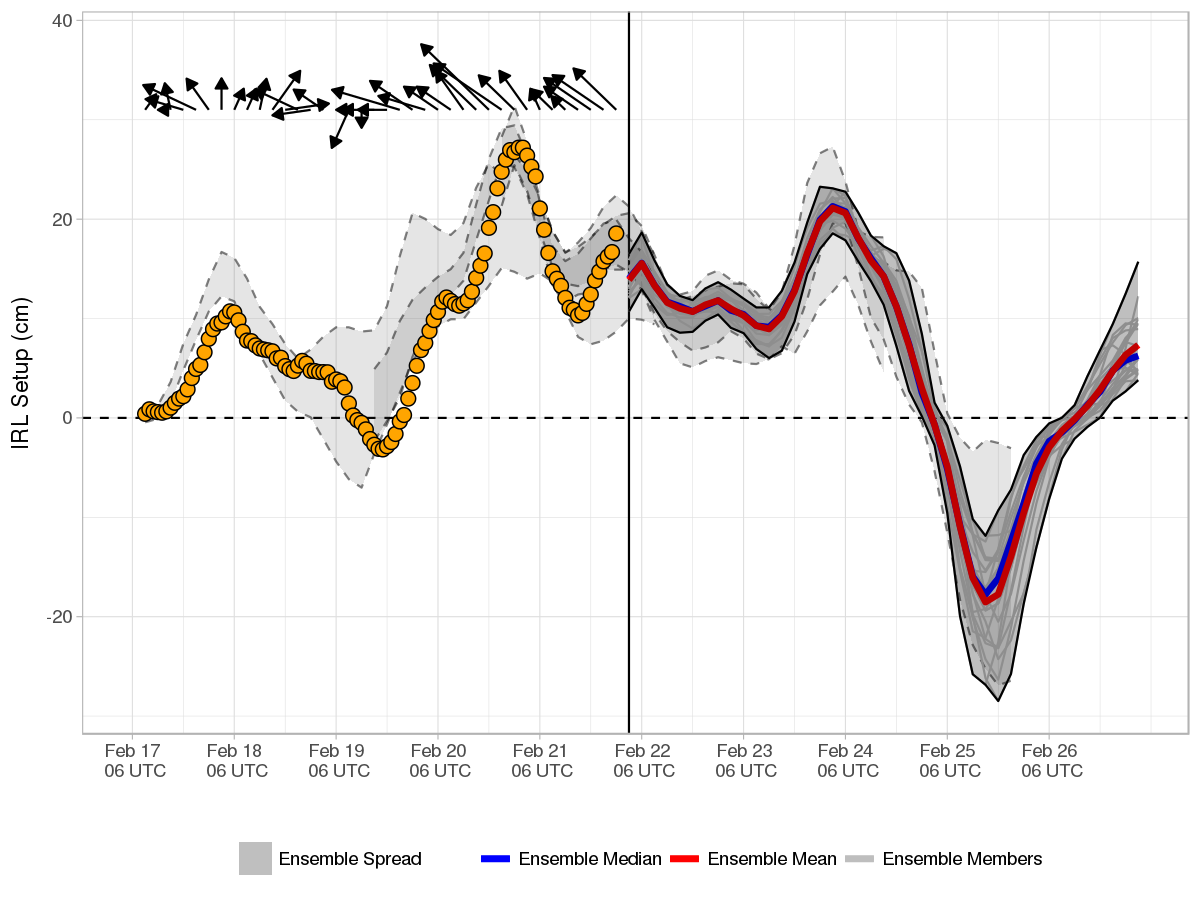 40
20
0
-20
IRL Setup (cm)
Feb 17 Feb 18 Feb 19 Feb 20 Feb 21 Feb 22 Feb 23 Feb 24 Feb 25 Feb 26
06 UTC 06 UTC 06 UTC 06 UTC 06 UTC 06 UTC 06 UTC 06 UTC 06 UTC 06 UTC
Ensemble Spread Ensemble Median Ensemble Mean Ensemble Members